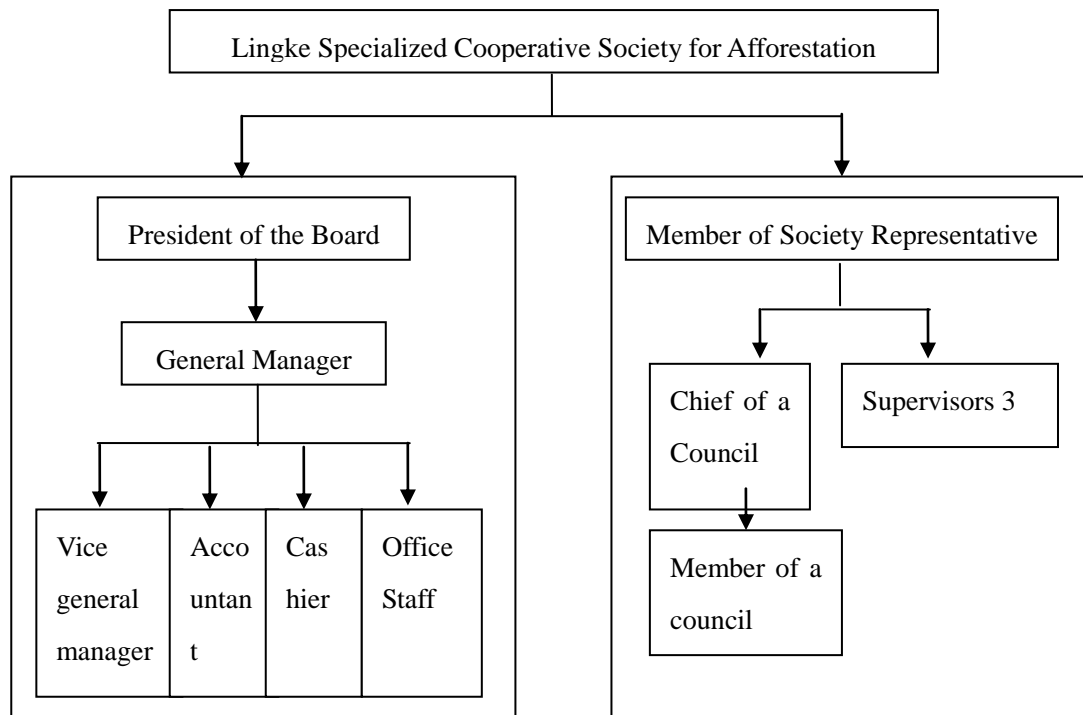 Lingke Specialized Cooperative Society for Afforestation
President of the Board
Member of Society Representative
General Manager
Chief of a
Council
Supervisors 3
Vice
general
manager
Acco
untan
t
Cas
hier
Office
Staff
Member of a
council